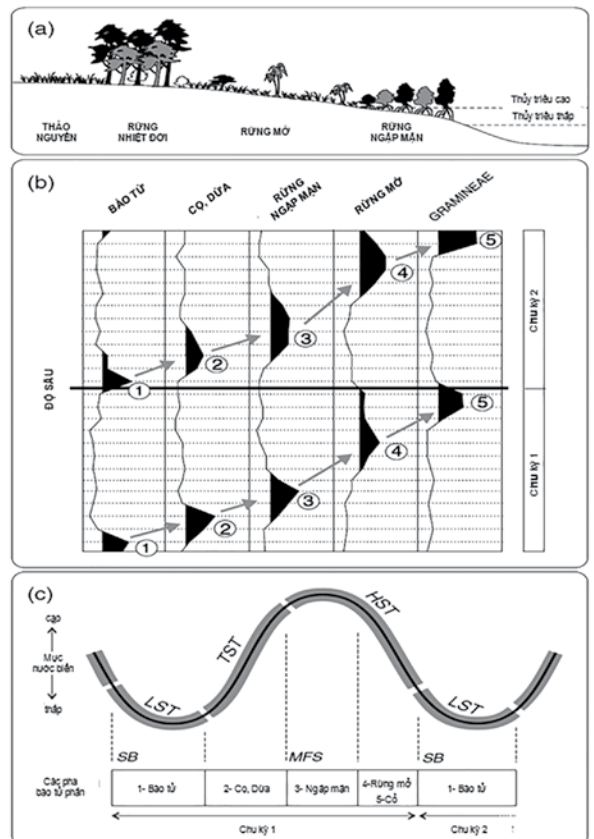 (a)
Thủy triều cao
Thủy triều thấp
THẢO NGUYÊN
RỪNG NHIỆT ĐỚI
RỪNG MỞ
RỪNG NGẬP MẶN
(b)
BÀO TỬ
CỌ, DỪA
RỪNG NGẬP MẶN
RỪNG MỞ
GRAMINEAE
ĐỘ SÂU
1
2
3
4
5
Chu kỳ 2
1
2
3
4
5
Chu kỳ 1
(c)
cao
Mực nước biển
thấp
LST
TST
HST
LST
SB
MFS
SB
Các pha bào tử phấn
1- Bào tử
2- Cọ, Dừa
3- Ngập mặn
4-Rừng mở
5-Cỏ
1- Bào tử
Chu kỳ 1
Chu kỳ 2